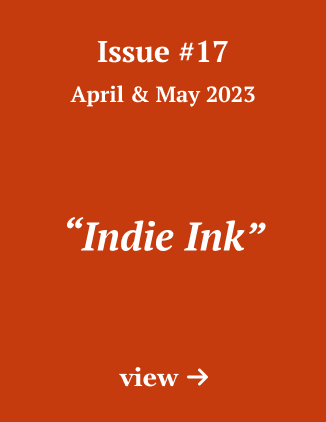 Issue #17
April & May 2023
“Indie Ink”
view →